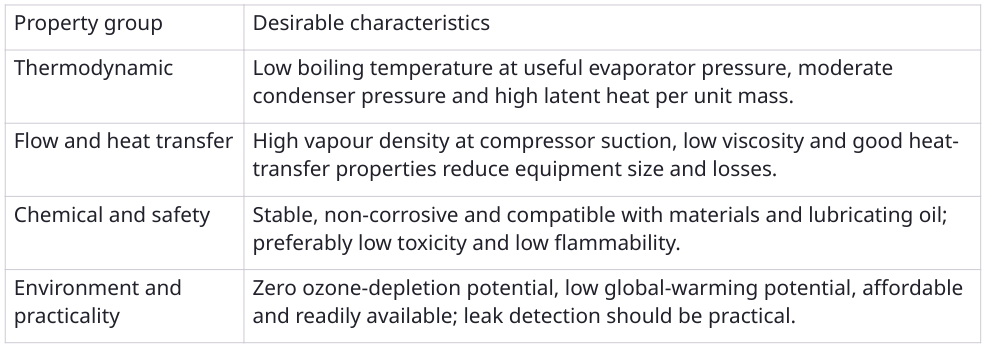 Property group
Desirable characteristics
Thermodynamic
Low boiling temperature at useful evaporator pressure, moderate
condenser pressure and high latent heat per unit mass.
Flow and heat transfer
High vapour density at compressor suction, low viscosity and good heat-
transfer properties reduce equipment size and losses.
Chemical and safety
Stable, non-corrosive and compatible with materials and lubricating oil;
preferably low toxicity and low flammability.
Environment and
practicality
Zero ozone-depletion potential, low global-warming potential, affordable
and readily available; leak detection should be practical.